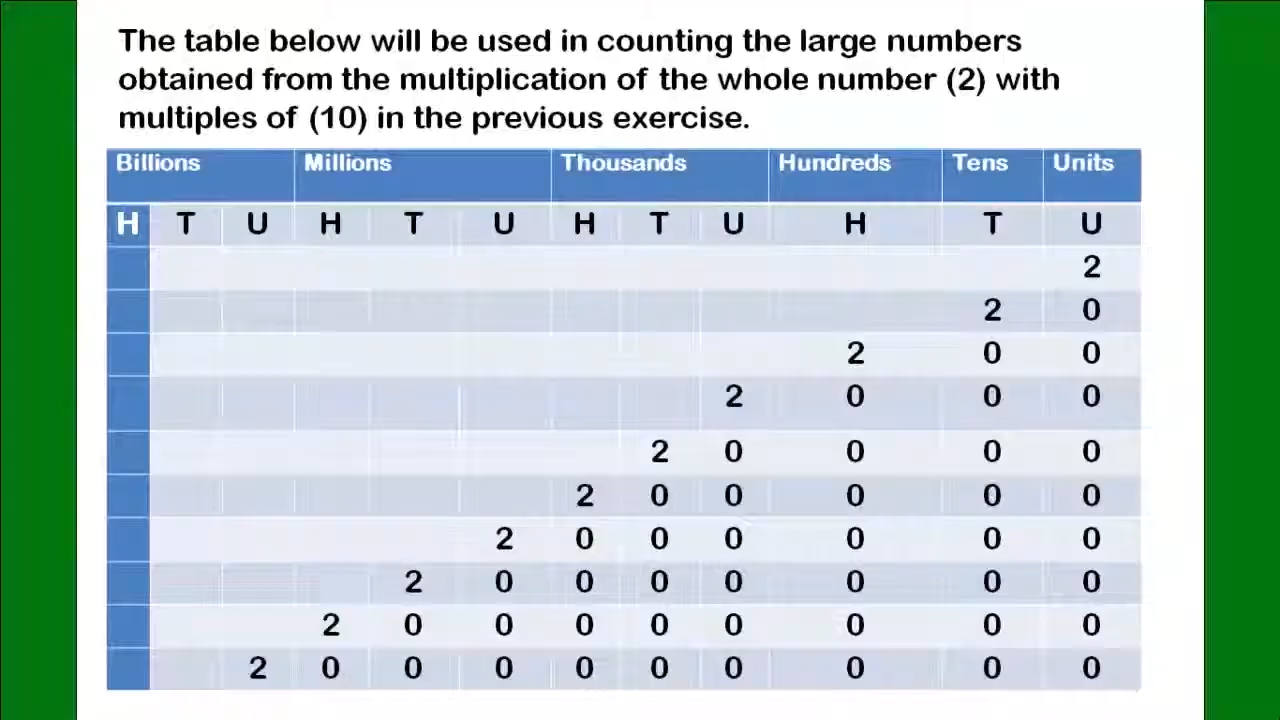 The table below will be used in counting the large numbers
obtained from the multiplication of the whole number (2) with
multiples of (10) in the previous exercise.
Billions Millions Thousands Hundreds Tens Units
H T U H T U H T U H T U
2
2 0
2 0 0
2 0 0 0
2 0 0 0 0
2 0 0 0 0 0
2 0 0 0 0 0 0
2 0 0 0 0 0 0 0
2 0 0 0 0 0 0 0 0
2 0 0 0 0 0 0 0 0 0